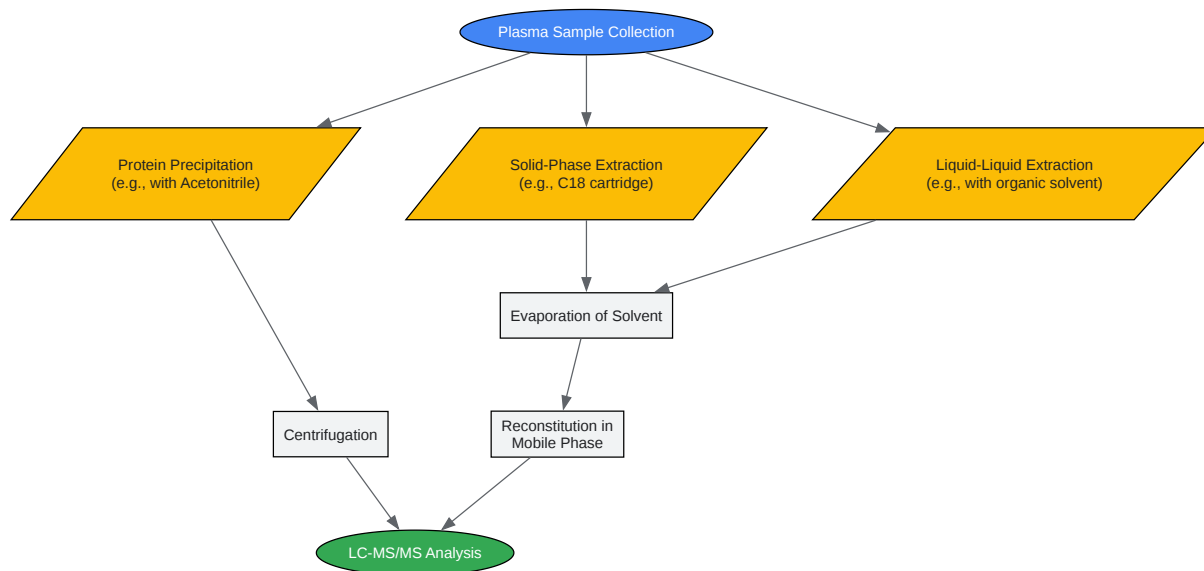 Plasma Sample Collection
Protein Precipitation
(e.g., with Acetonitrile)
Solid-Phase Extraction
(e.g., C18 cartridge)
Liquid-Liquid Extraction
(e.g., with organic solvent)
Evaporation of Solvent
Centrifugation
Reconstitution in
Mobile Phase
LC-MS/MS Analysis